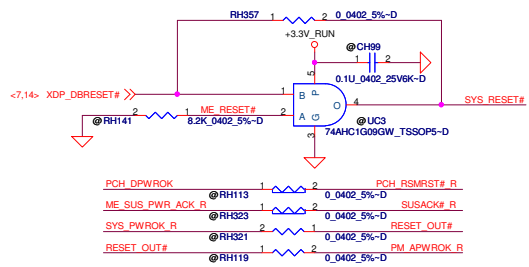 RH357 1 2 0_0402_5%~D
+3.3V_RUN
@CH99
1 2
0.1U_0402_25V6K~D
<7,14> XDP_DBRESET#
1 B P 5
O 4 SYS_RESET#
ME_RESET# 2 A G 3
@RH141 1 2 8.2K_0402_5%~D
@UC3
74AHC1G09GW_TSSOP5~D
PCH_DPWROK 1 2 PCH_RSMRST#_R
@RH113 0_0402_5%~D
ME_SUS_PWR_ACK_R 1 2 SUSACK#_R
@RH323 0_0402_5%~D
SYS_PWROK_R 2 1 RESET_OUT#
@RH321 0_0402_5%~D
RESET_OUT# 1 2 PM_APWROK_R
@RH119 0_0402_5%~D